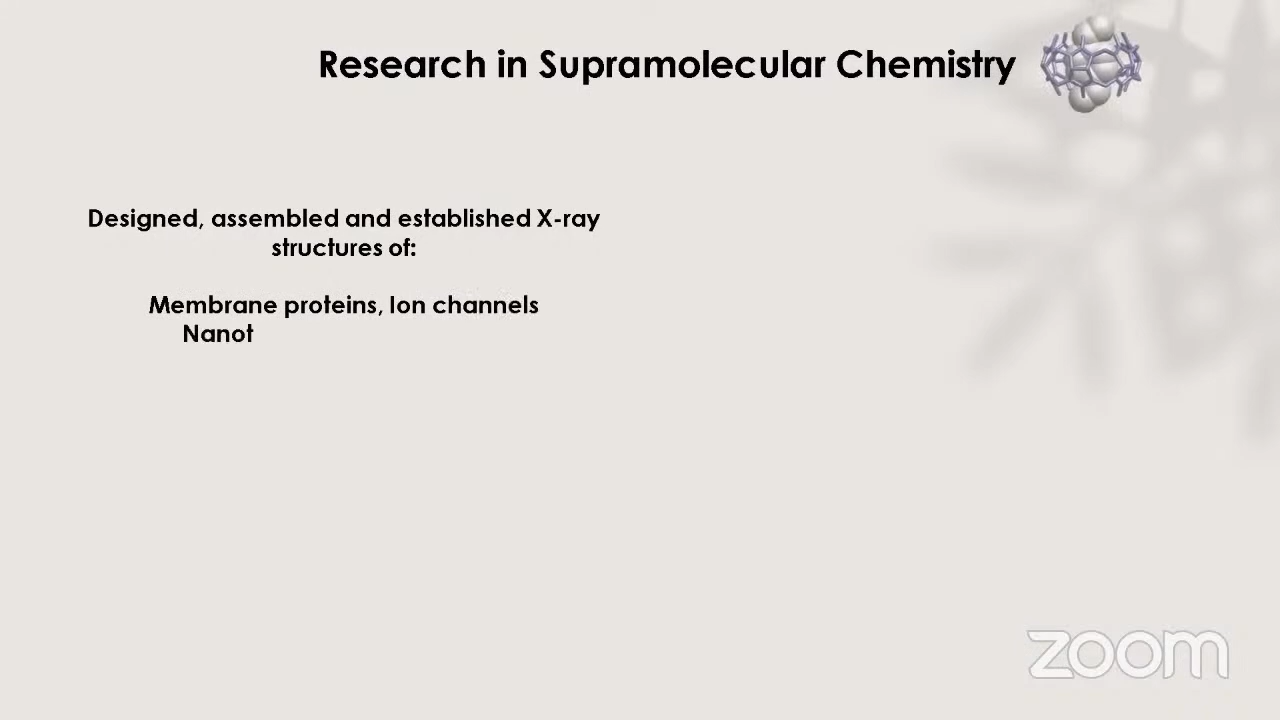 Research in Supramolecular Chemistry
Designed, assembled and established X-ray
structures of:
Membrane proteins, Ion channels
Nanot
zoom